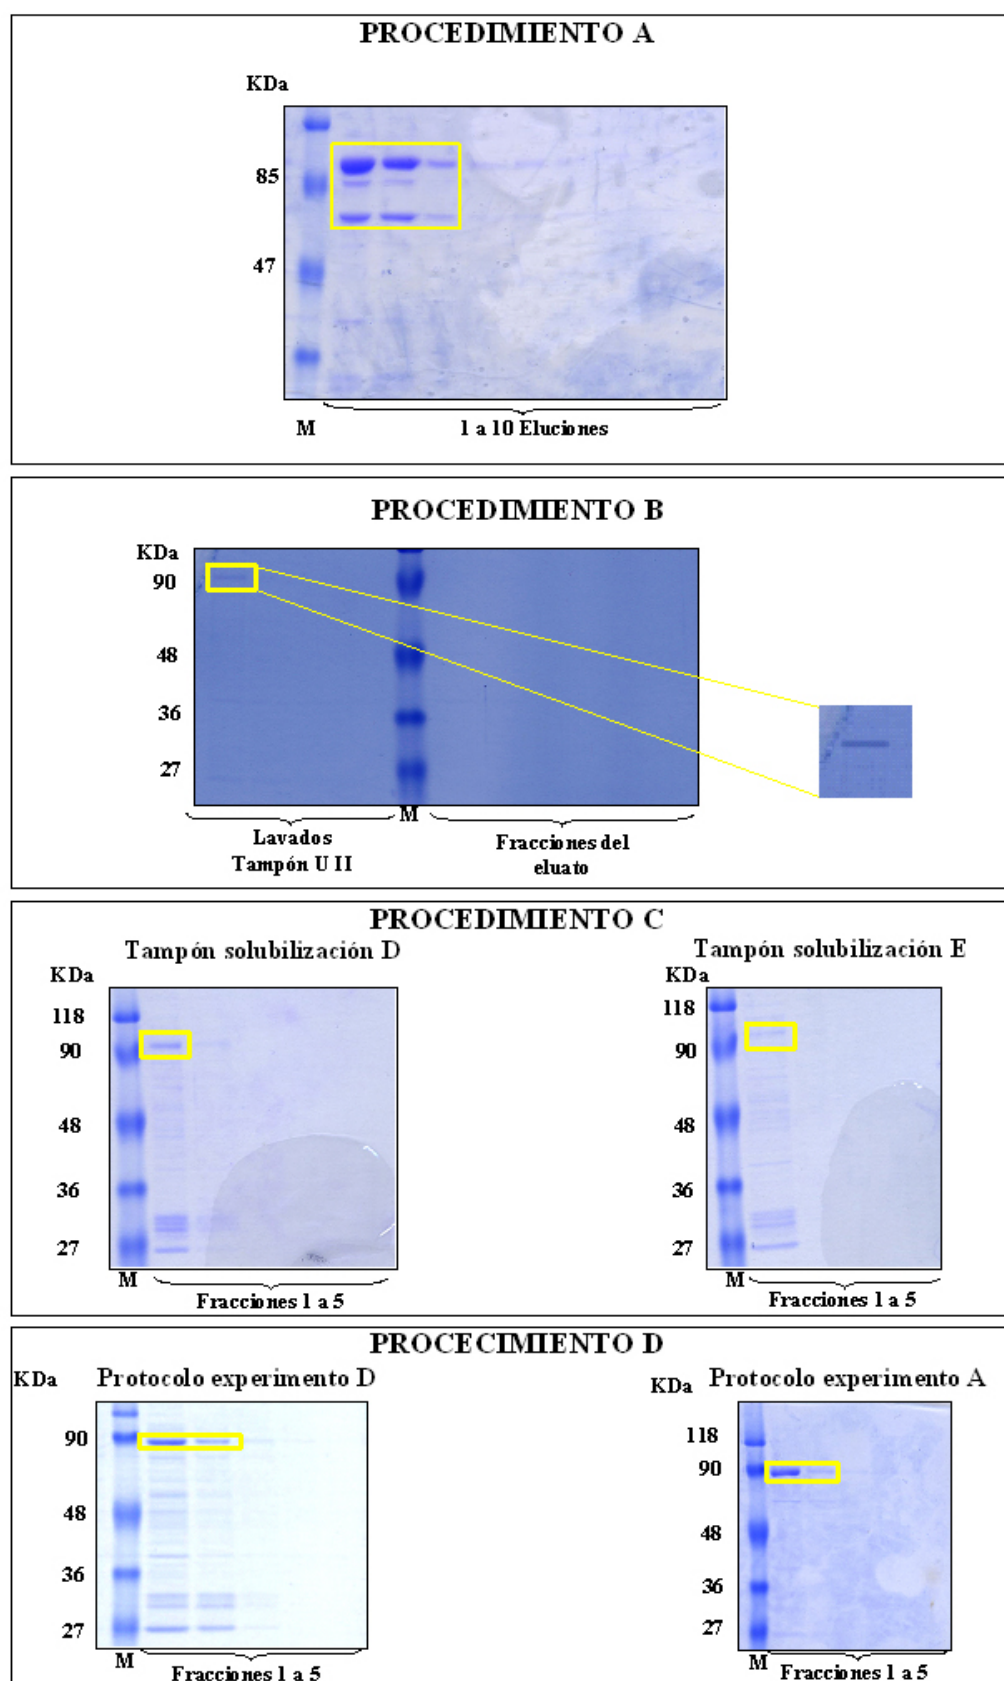 PROCEDIMIENTO A
KDa
85
47
M
1 a 10 Eluciones
PROCEDIMIENTO B
KDa
90
48
36
27
M
Lavados
Tampón U II
Fracciones del
eluato
PROCEDIMIENTO C
Tampón solubilización D
KDa
118
90
48
36
27
M
Fracciones 1 a 5
Tampón solubilización E
KDa
118
90
48
36
27
M
Fracciones 1 a 5
PROCECIMIENTO D
KDa
Protocolo experimento D
90
48
36
27
M
Fracciones 1 a 5
KDa
Protocolo experimento A
118
90
48
36
27
M
Fracciones 1 a 5